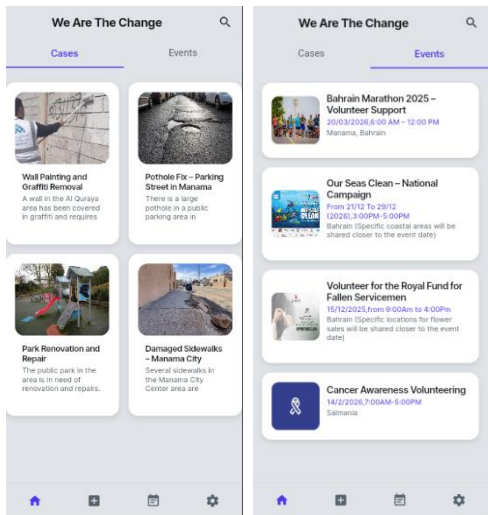 We Are The Change
Cases
Events
Wall Painting and
Graffiti Removal
A wall in the Al Quraya
area has been covered
in graffiti and requires
Pothole Fix – Parking
Street in Manama
There is a large
pothole in a public
parking area in
Park Renovation and
Repair
The public park in the
area is in need of
renovation and repairs.
Damaged Sidewalks
– Manama City
Several sidewalks in
the Manama City
Center area are
We Are The Change
Cases
Events
Bahrain Marathon 2025 –
Volunteer Support
20/03/2026,6:00 AM – 12:00 PM
Manama, Bahrain
Our Seas Clean – National
Campaign
From 21/12 To 29/12
(2026),3:00PM-5:00PM
Bahrain (Specific coastal areas will be
shared closer to the event date)
Volunteer for the Royal Fund for
Fallen Servicemen
15/12/2025,from 9:00Am to 4:00Pm
Bahrain (Specific locations for flower
sales will be shared closer to the event
date)
Cancer Awareness Volunteering
14/2/2026,7:00AM-5:00PM
Salmania